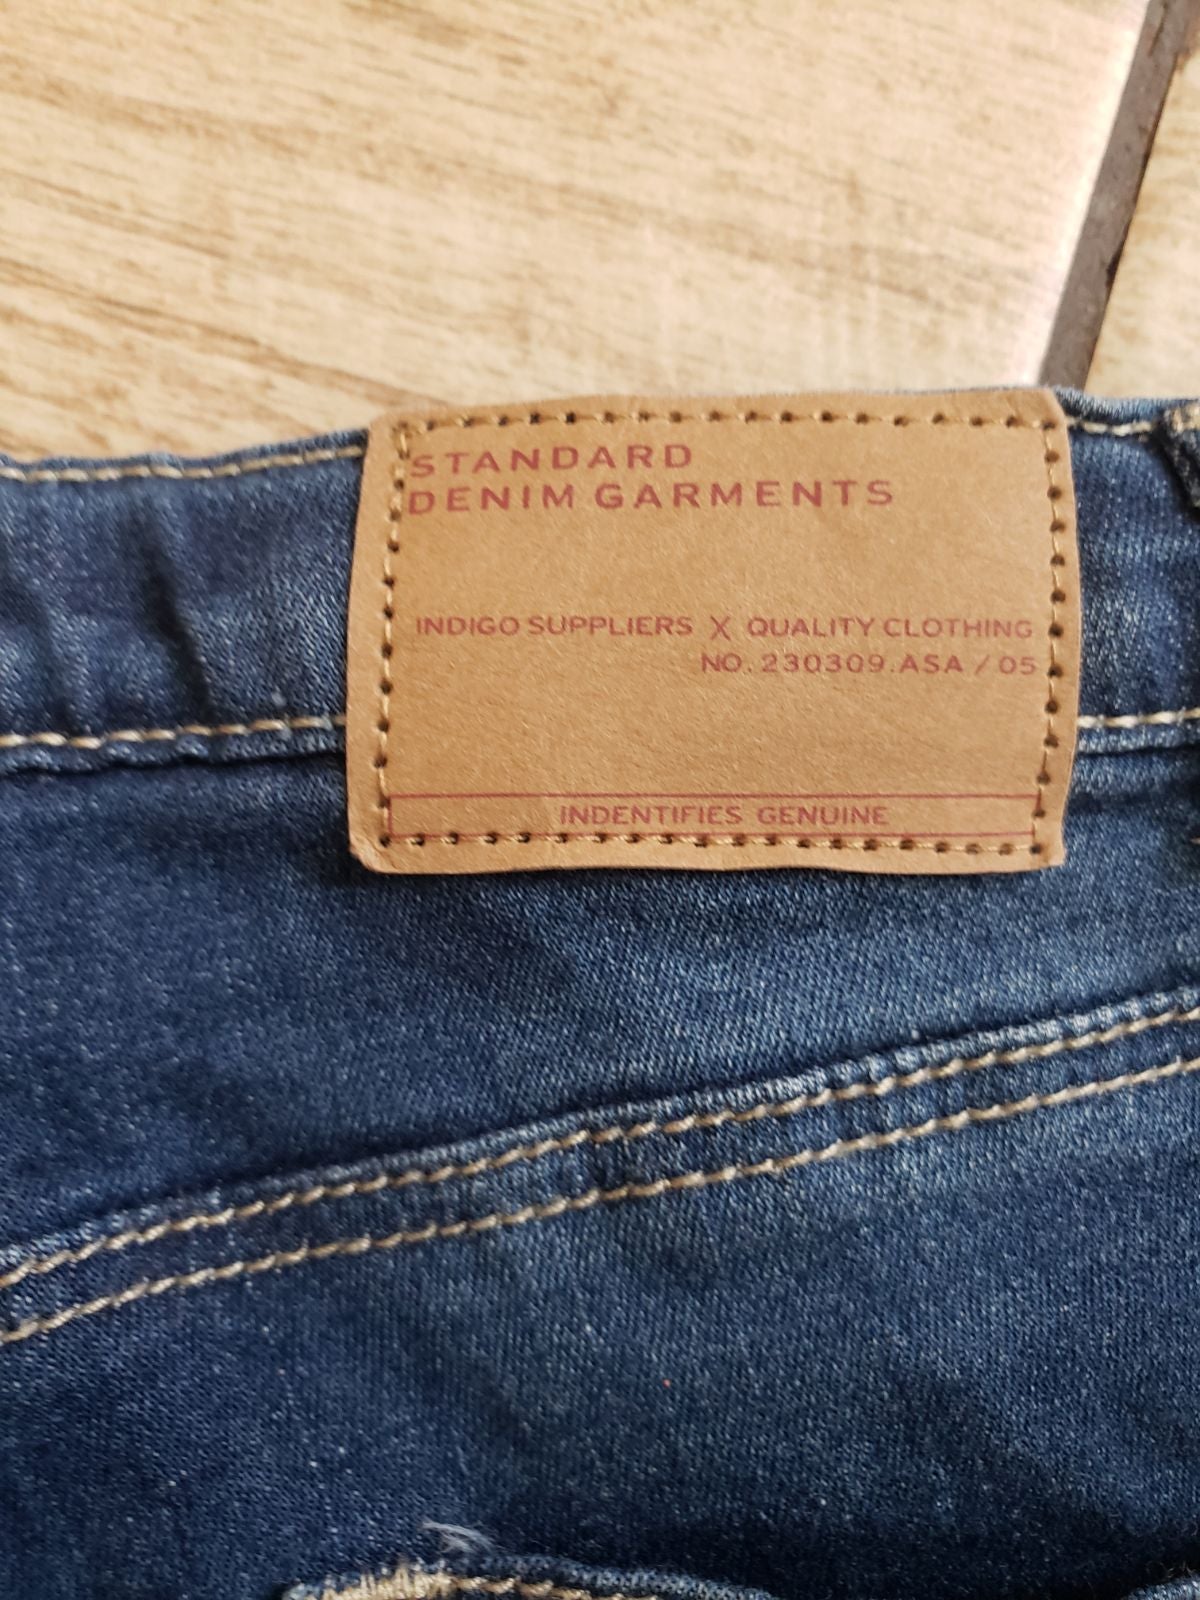 STANDARD
DENIM GARMENTS
INDIGO SUPPLIERS X QUALITY CLOTHING
NO. 230309.ASA / 05
INDENTIFIES GENUINE